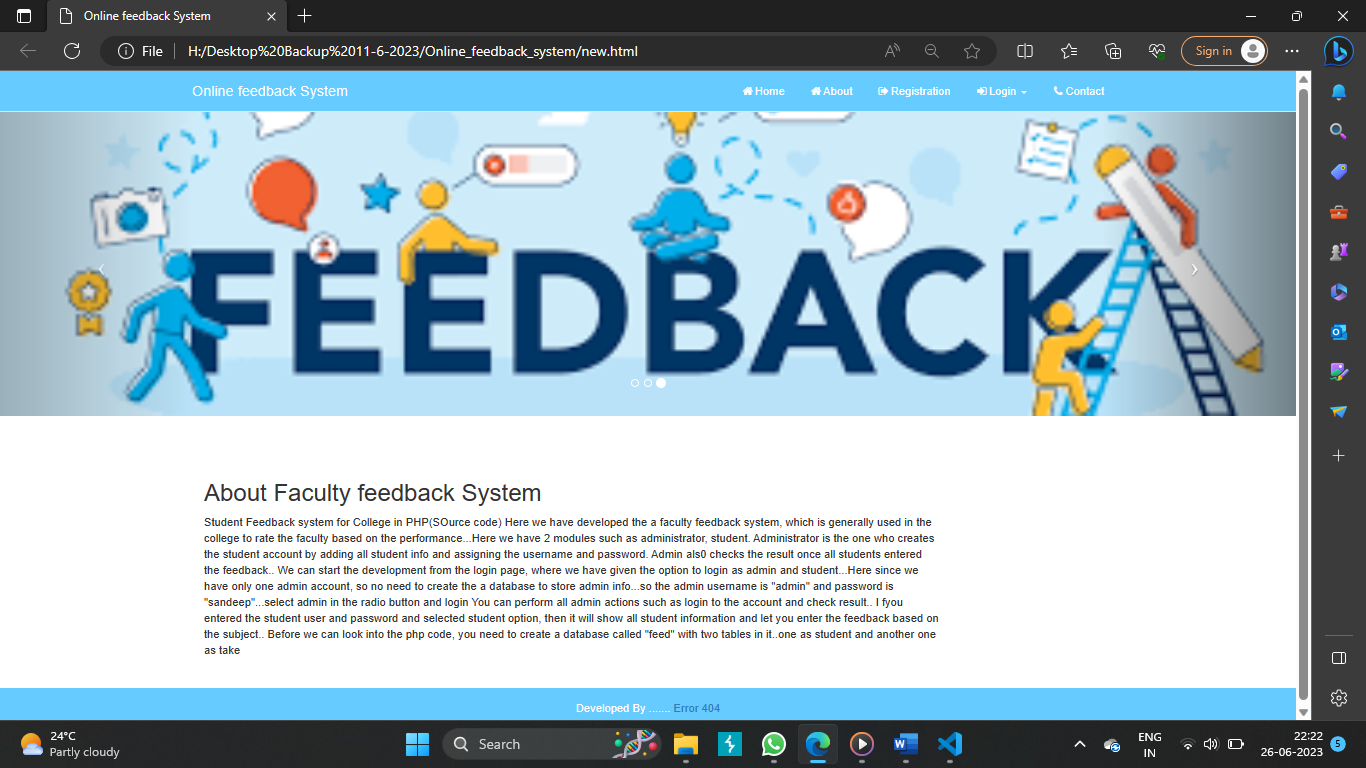 Online feedback System
File
H:/Desktop%20Backup%2011-6-2023/Online_feedback_system/new.html
Sign in
Online feedback System
Home
About
Registration
Login
Contact
FEEDBACK
About Faculty feedback System
Student Feedback system for College in PHP(SOurce code) Here we have developed the a faculty feedback system, which is generally used in the
college to rate the faculty based on the performance...Here we have 2 modules such as administrator, student. Administrator is the one who creates
the student account by adding all student info and assigning the username and password. Admin als0 checks the result once all students entered
the feedback.. We can start the development from the login page, where we have given the option to login as admin and student...Here since we
have only one admin account, so no need to create the a database to store admin info...so the admin username is "admin" and password is
"sandeep"...select admin in the radio button and login You can perform all admin actions such as login to the account and check result.. I fyou
entered the student user and password and selected student option, then it will show all student information and let you enter the feedback based on
the subject.. Before we can look into the php code, you need to create a database called "feed" with two tables in it..one as student and another one
as take
Developed By ....... Error 404
24°C
Partly cloudy
Search
ENG
IN
22:22
26-06-2023
5